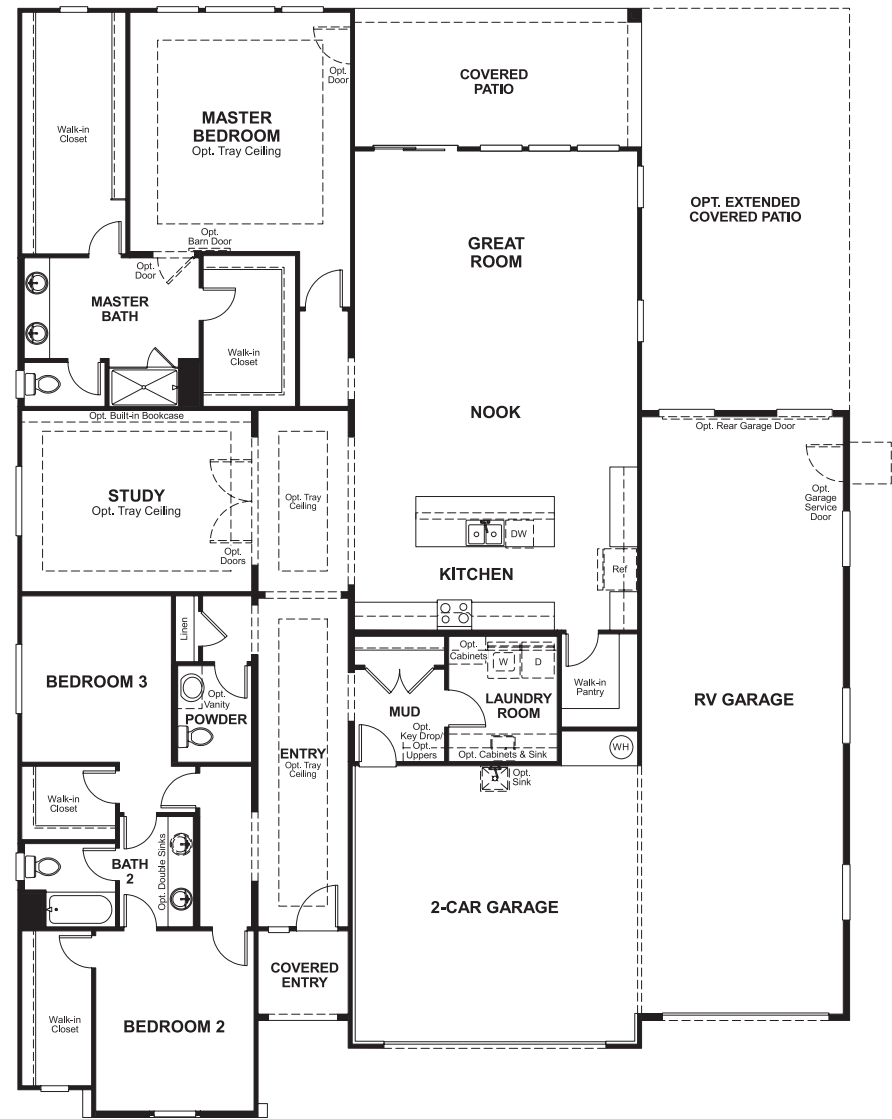 COVERED
PATIO
Opt.
Door
MASTER
BEDROOM
Opt. Tray Ceiling
Walk-in
Closet
OPT. EXTENDED
COVERED PATIO
Opt.
Barn Door
GREAT
ROOM
Opt.
Door
MASTER
BATH
Walk-in
Closet
NOOK
Opt. Built-in Bookcase
Opt. Rear Garage Door
STUDY
Opt. Tray Ceiling
Opt. Tray
Ceiling
Opt.
Garage
Service
Door
Opt.
Doors
DW
KITCHEN
Ref
Linen
Opt.
Cabinets
W
D
BEDROOM 3
Opt.
Vanity
POWDER
MUD
LAUNDRY
ROOM
Walk-in
Pantry
RV GARAGE
Opt.
Key Drop/
Opt.
Uppers
ENTRY
Opt. Tray
Ceiling
Opt. Cabinets & Sink
WH
Opt.
Sink
Walk-in
Closet
BATH
2
Opt. Double Sinks
2-CAR GARAGE
COVERED
ENTRY
Walk-in
Closet
BEDROOM 2